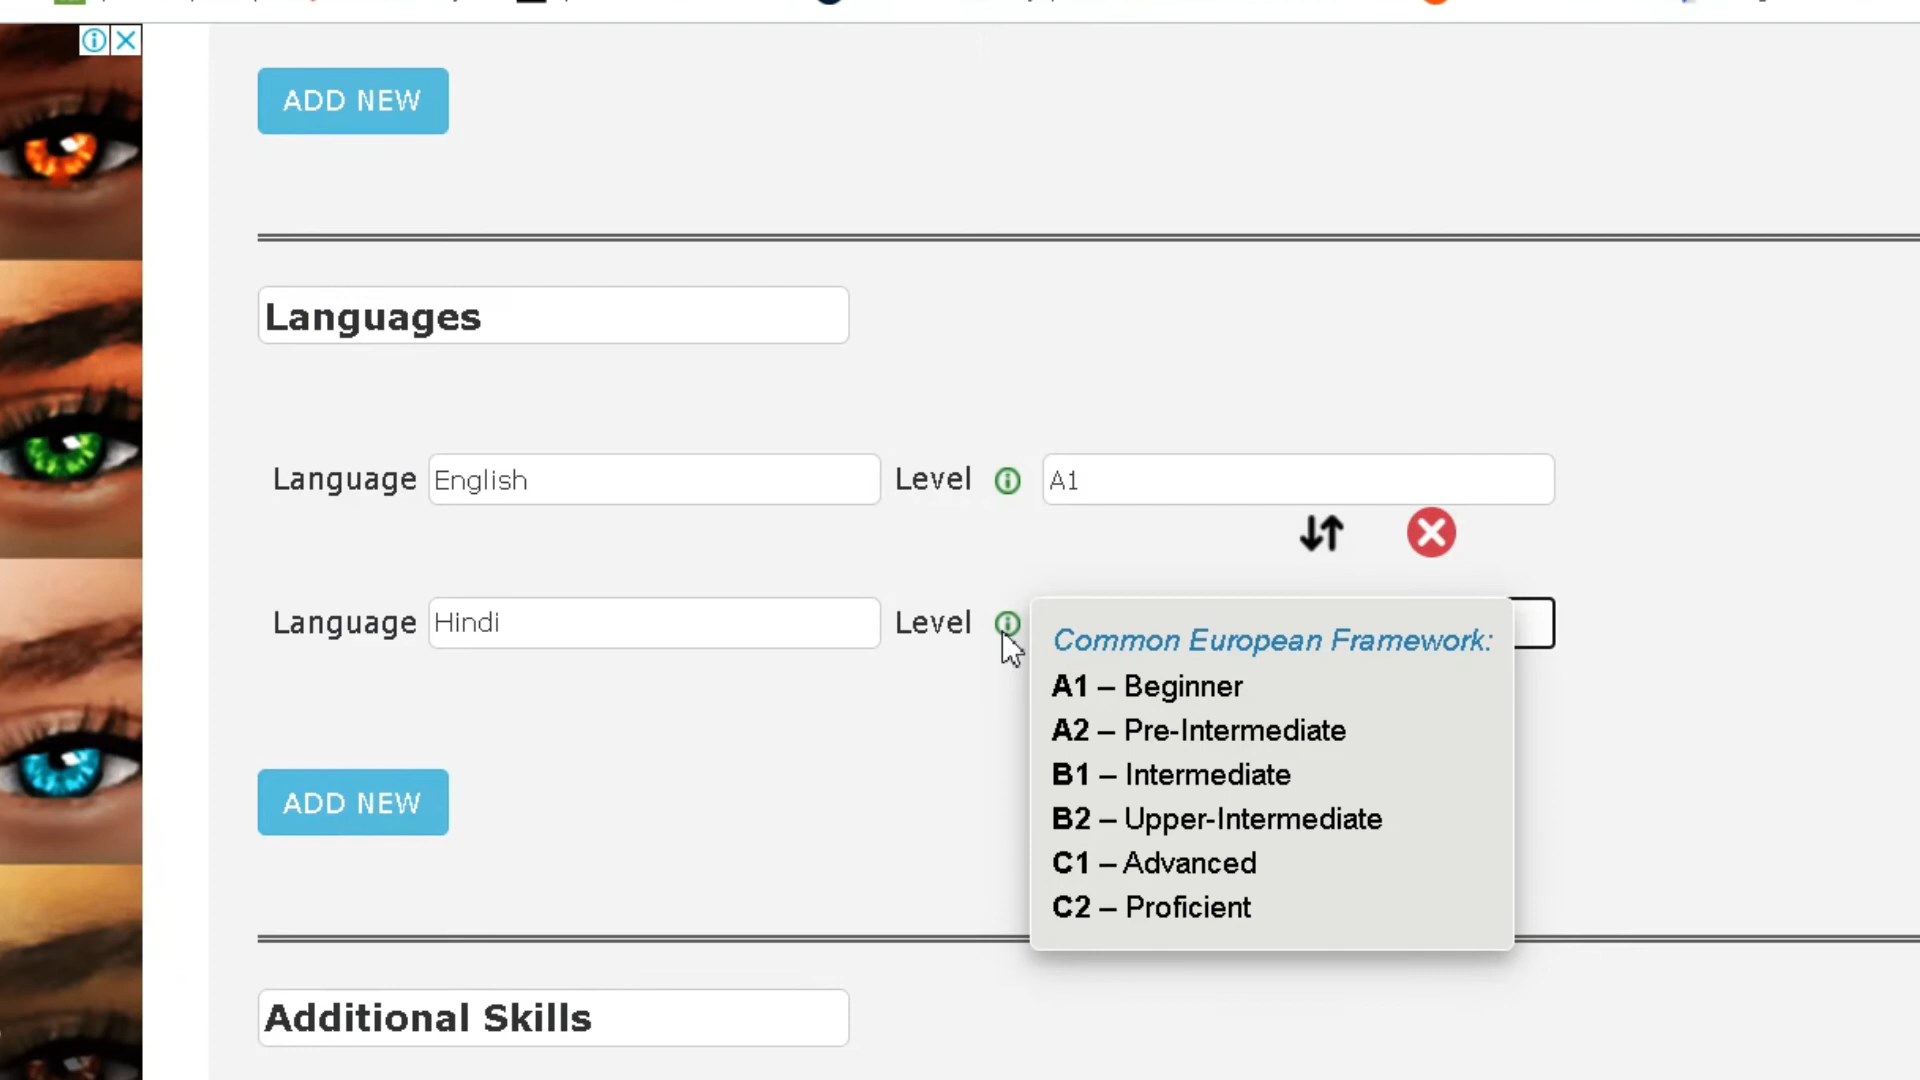 ADD NEW
Languages
Language English Level A1
Language Hindi Level
Common European Framework:
A1 – Beginner
A2 – Pre-Intermediate
B1 – Intermediate
B2 – Upper-Intermediate
C1 – Advanced
C2 – Proficient
ADD NEW
Additional Skills